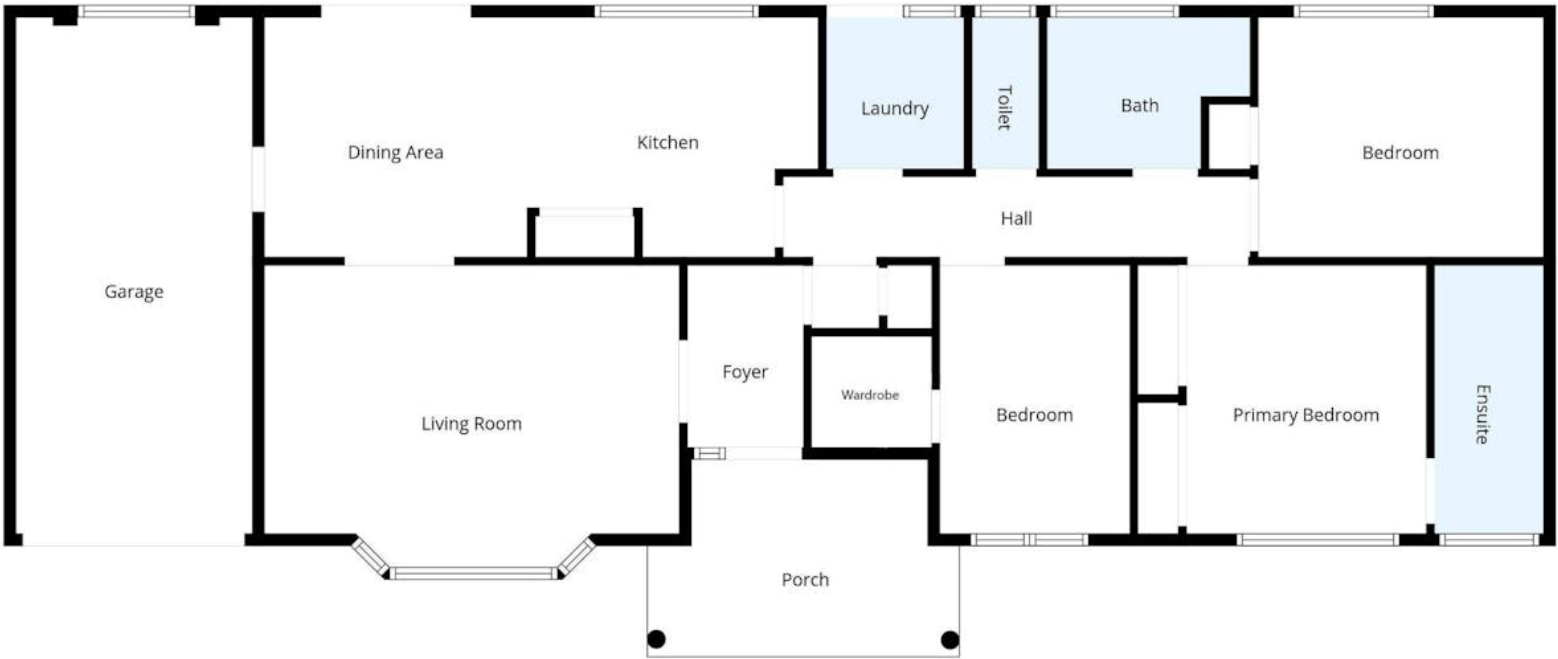 Laundry
Toilet
Bath
Dining Area
Kitchen
Bedroom
Hall
Garage
Foyer
Living Room
Wardrobe
Bedroom
Primary Bedroom
Ensuite
Porch